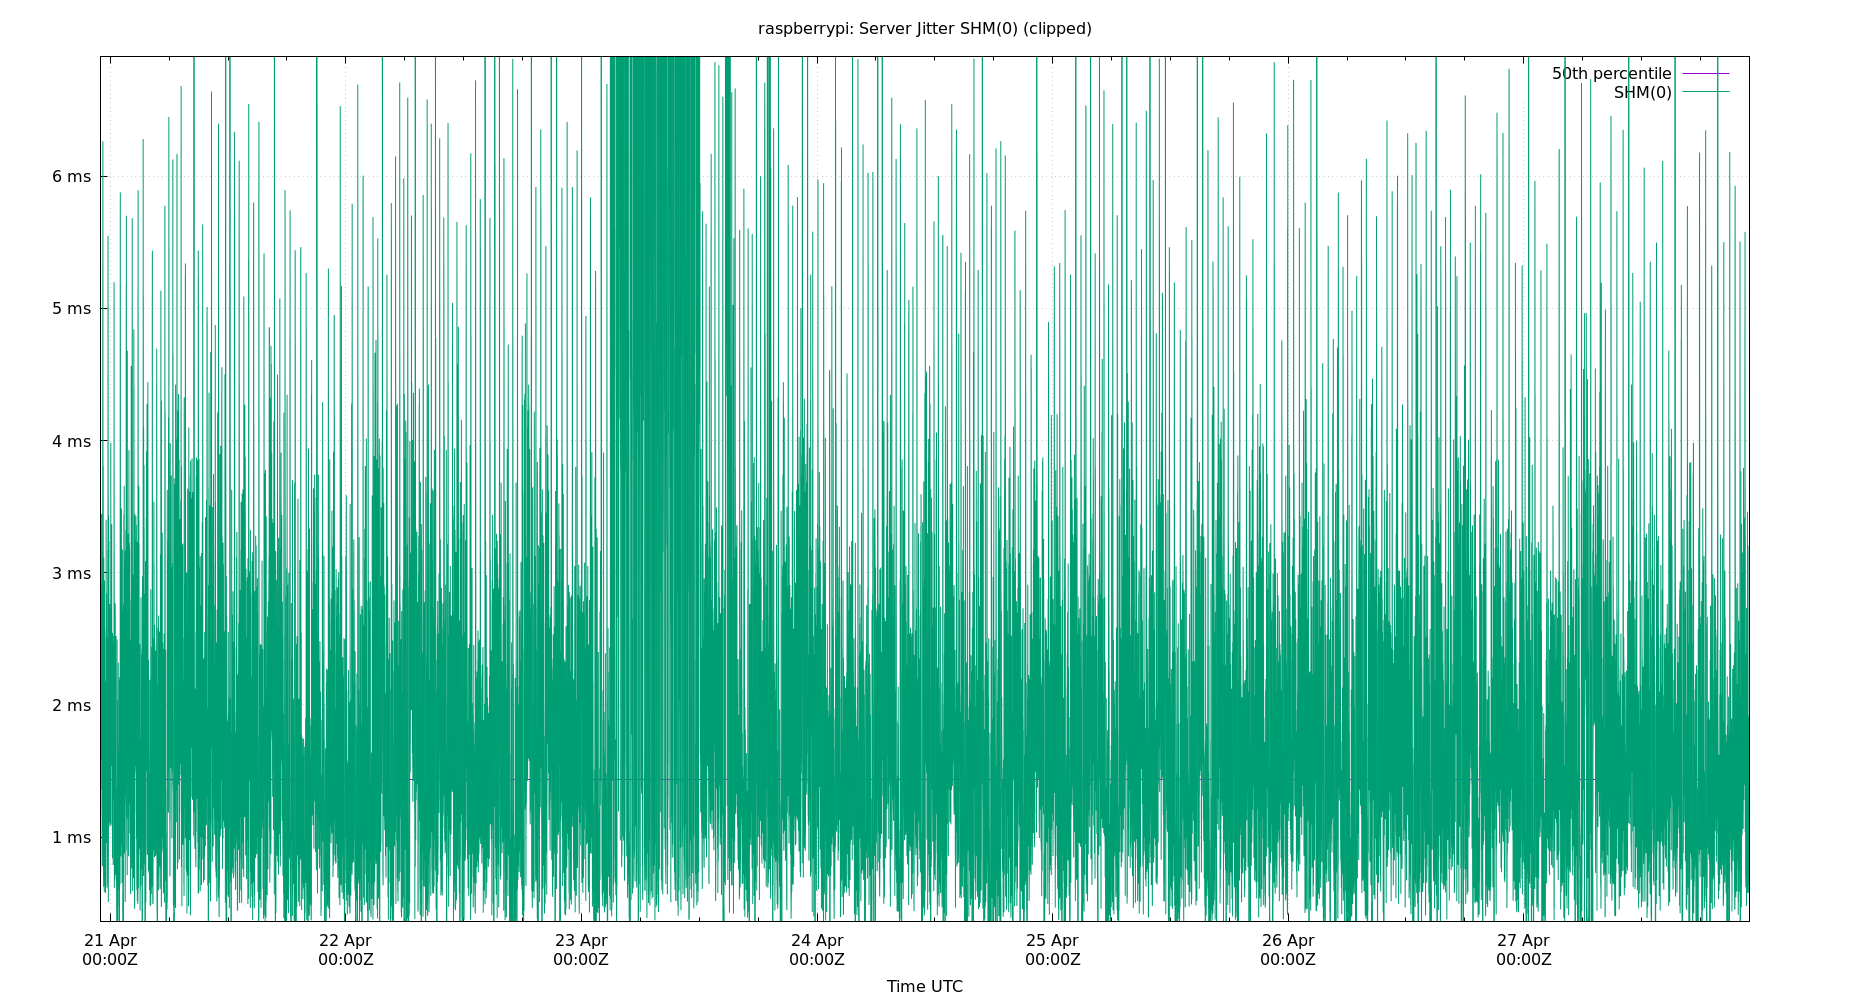 raspberrypi: Server Jitter SHM(0) (clipped)
50th percentile
SHM(0)
6 ms
5 ms
4 ms
3 ms
2 ms
1 ms
21 Apr 22 Apr 23 Apr 24 Apr 25 Apr 26 Apr 27 Apr
00:00Z 00:00Z 00:00Z 00:00Z 00:00Z 00:00Z 00:00Z
Time UTC